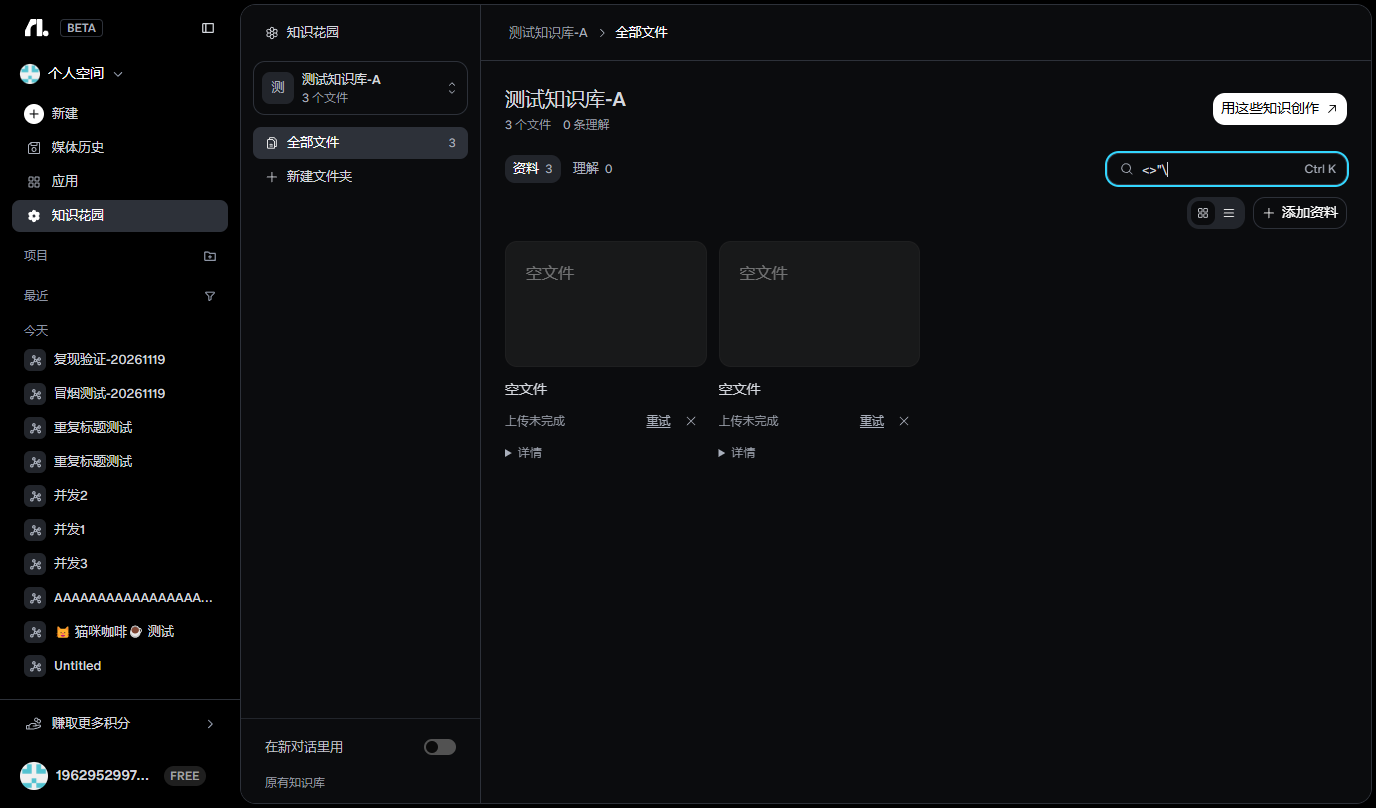 BETA
个人空间
新建
媒体历史
应用
知识花园
项目
最近
今天
复现验证-20261119
冒烟测试-20261119
重复标题测试
重复标题测试
并发2
并发1
并发3
AAAAAAAAAAAAAAAAA...
🐱 猫咪咖啡☕ 测试
Untitled
赚取更多积分
1962952997... FREE
知识花园
测
测试知识库-A
3 个文件
全部文件 3
新建文件夹
在新对话里用
原有知识库
测试知识库-A > 全部文件
测试知识库-A
3 个文件 0 条理解
用这些知识创作
资料 3 理解 0
<>"\ Ctrl K
添加资料
空文件 空文件
空文件 空文件
上传未完成 重试 上传未完成 重试
详情 详情